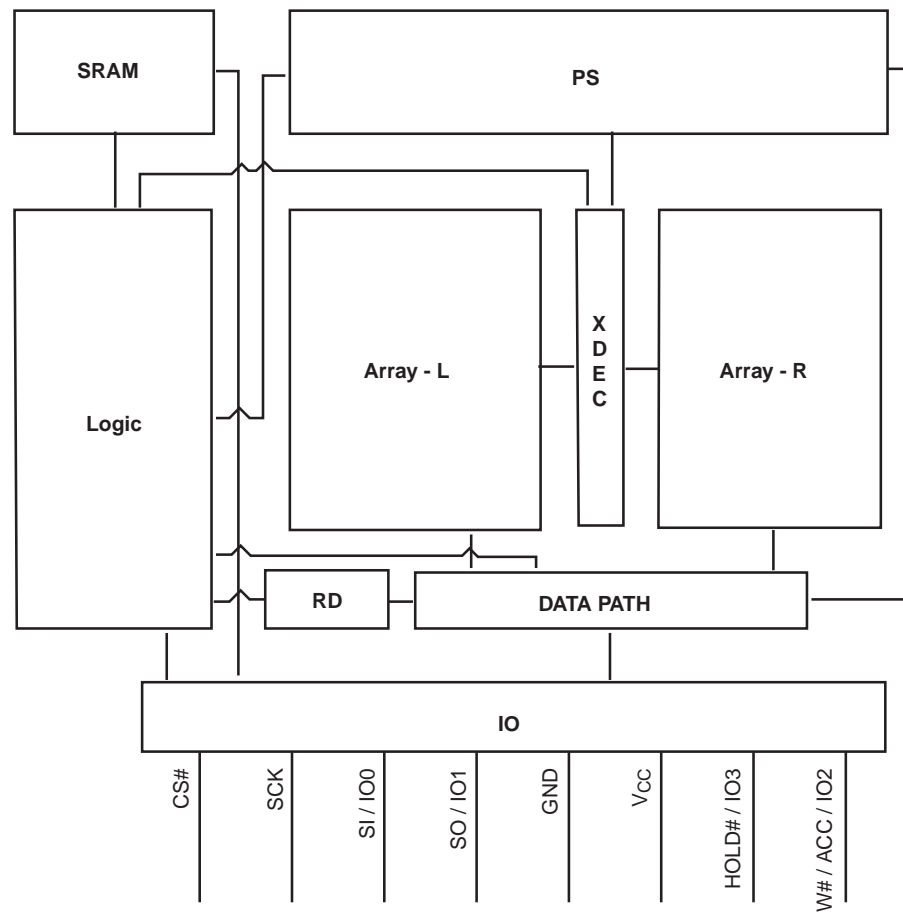 SRAM
PS
Logic
Array - L
X
D
E
C
Array - R
RD
DATA PATH
IO
CS#
SCK
SI / IO0
SO / IO1
GND
VCC
HOLD# / IO3
W# / ACC / IO2